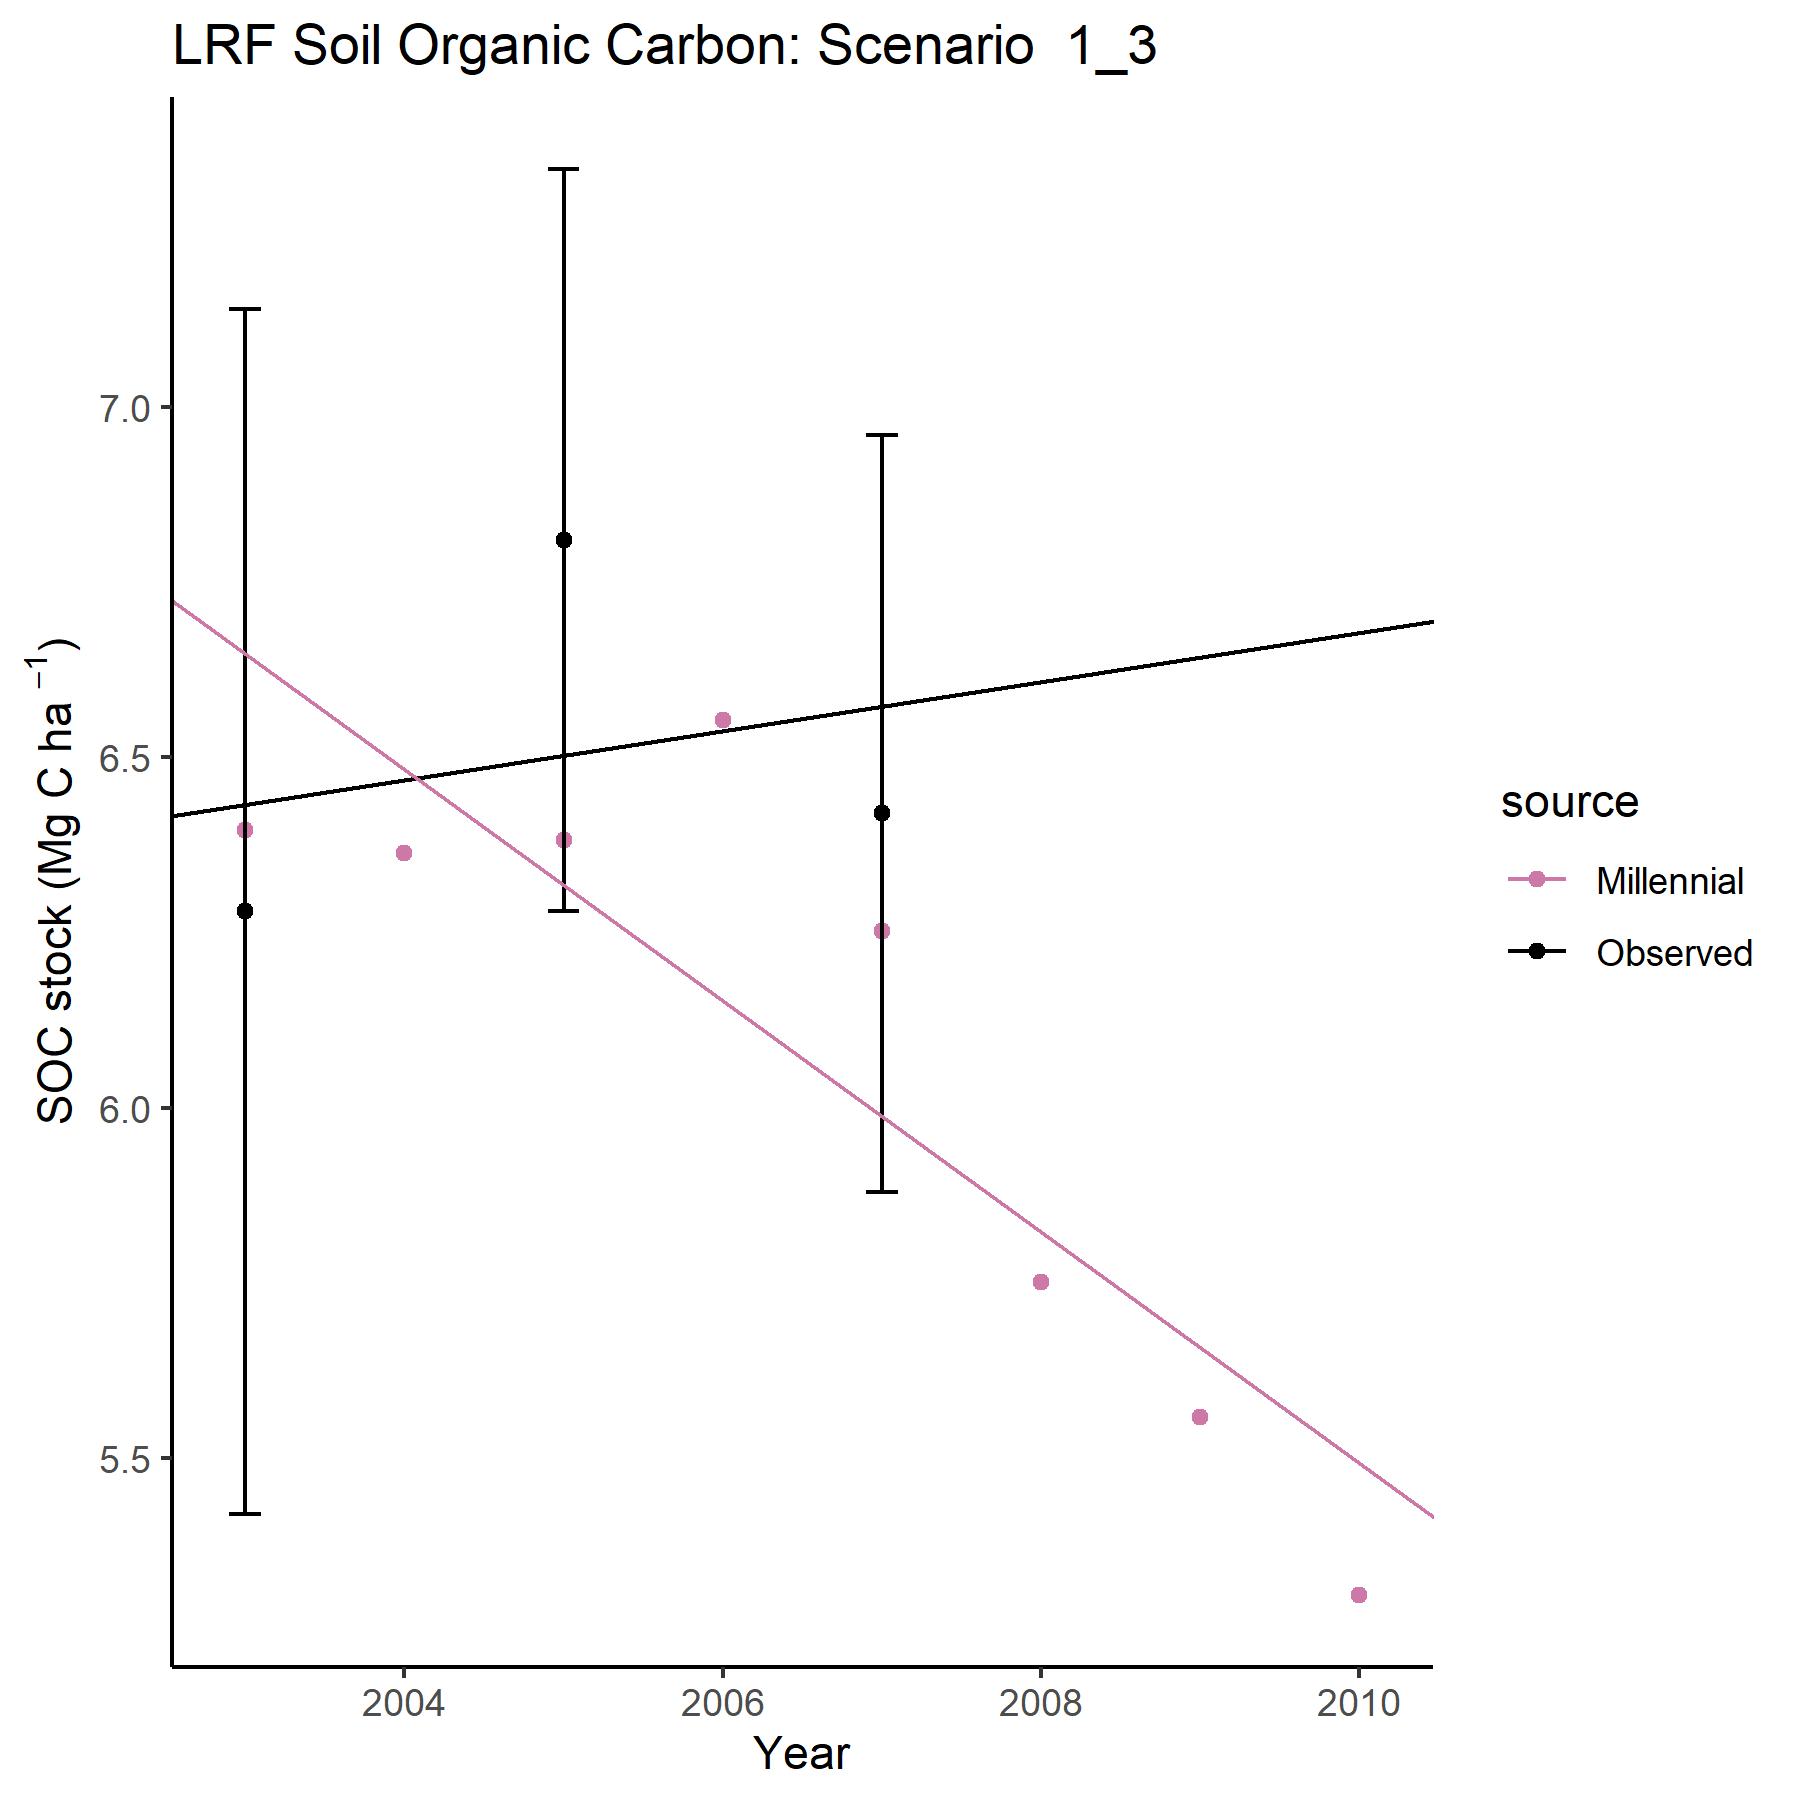 LRF Soil Organic Carbon: Scenario  1_3
SOC stock (Mg C ha −1)
7.0
6.5
6.0
5.5
2004 2006 2008 2010
Year
source
Millennial
Observed